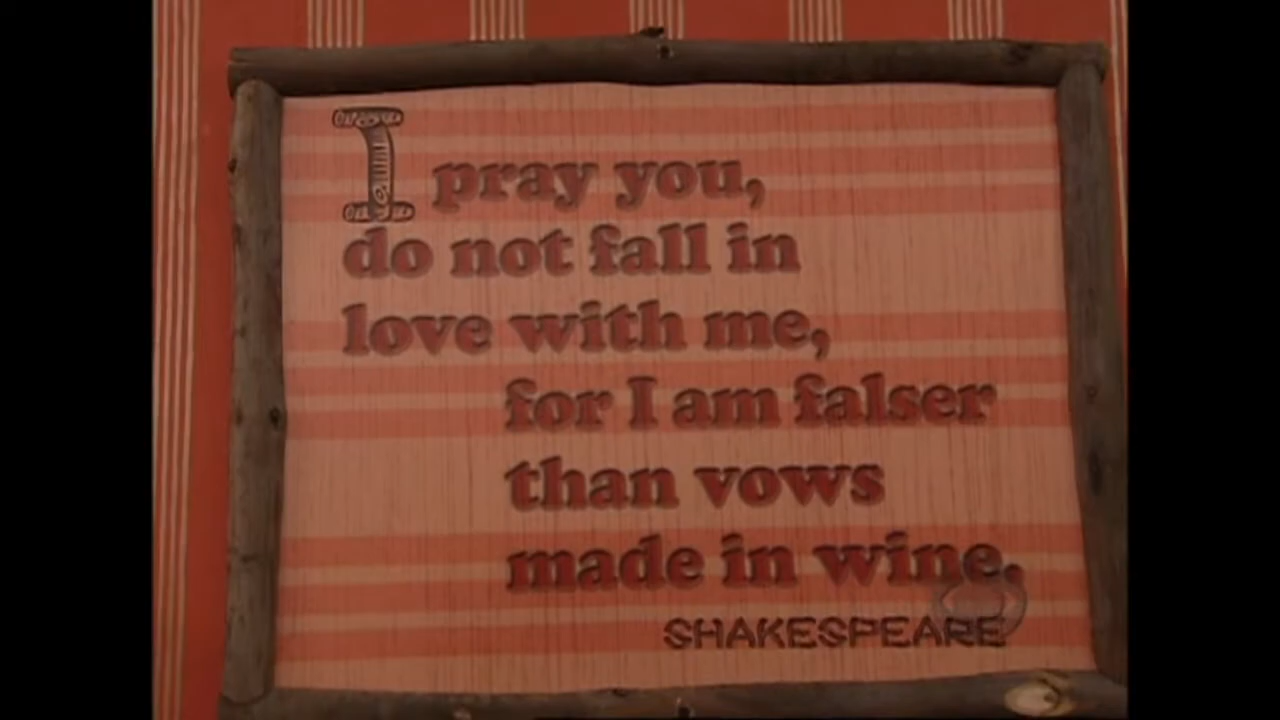 I pray you,
do not fall in
love with me,
for I am falser
than vows
made in wine.
SHAKESPEARE